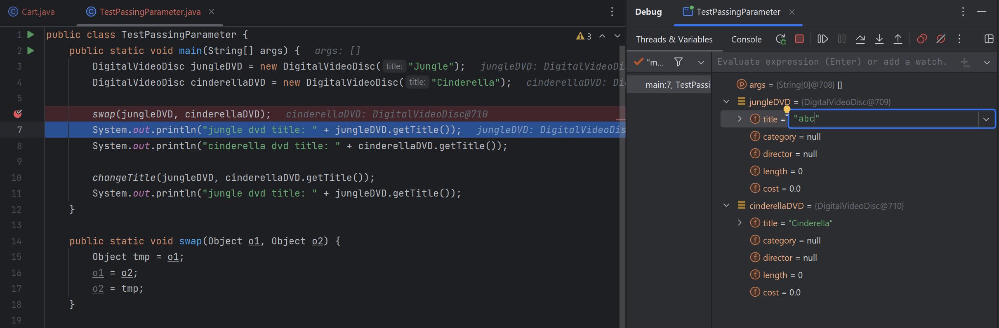 Cart.java
TestPassingParameter.java
3
1 public class TestPassingParameter {
2 public static void main(String[] args) { args: []
3 DigitalVideoDisc jungleDVD = new DigitalVideoDisc( title: "Jungle"); jungleDVD: DigitalVideoDis
4 DigitalVideoDisc cinderellaDVD = new DigitalVideoDisc( title: "Cinderella"); cinderellaDVD: Di
5
swap(jungleDVD, cinderellaDVD); cinderellaDVD: DigitalVideoDisc@710
7 System.out.println("jungle dvd title: " + jungleDVD.getTitle()); jungleDVD: DigitalVideoDis
8 System.out.println("cinderella dvd title: " + cinderellaDVD.getTitle());
9
10 changeTitle(jungleDVD, cinderellaDVD.getTitle());
11 System.out.println("jungle dvd title: " + jungleDVD.getTitle());
12 }
13
14 public static void swap(Object o1, Object o2) {
15 Object tmp = o1;
16 o1 = o2;
17 o2 = tmp;
18 }
19
Debug
TestPassingParameter
Threads & Variables
Console
"m...
Evaluate expression (Enter) or add a watch.
main:7, TestPassi
args = {String[0]@708} []
jungleDVD = {DigitalVideoDisc@709}
title = "abc"
category = null
director = null
length = 0
cost = 0.0
cinderellaDVD = {DigitalVideoDisc@710}
title = "Cinderella"
category = null
director = null
length = 0
cost = 0.0